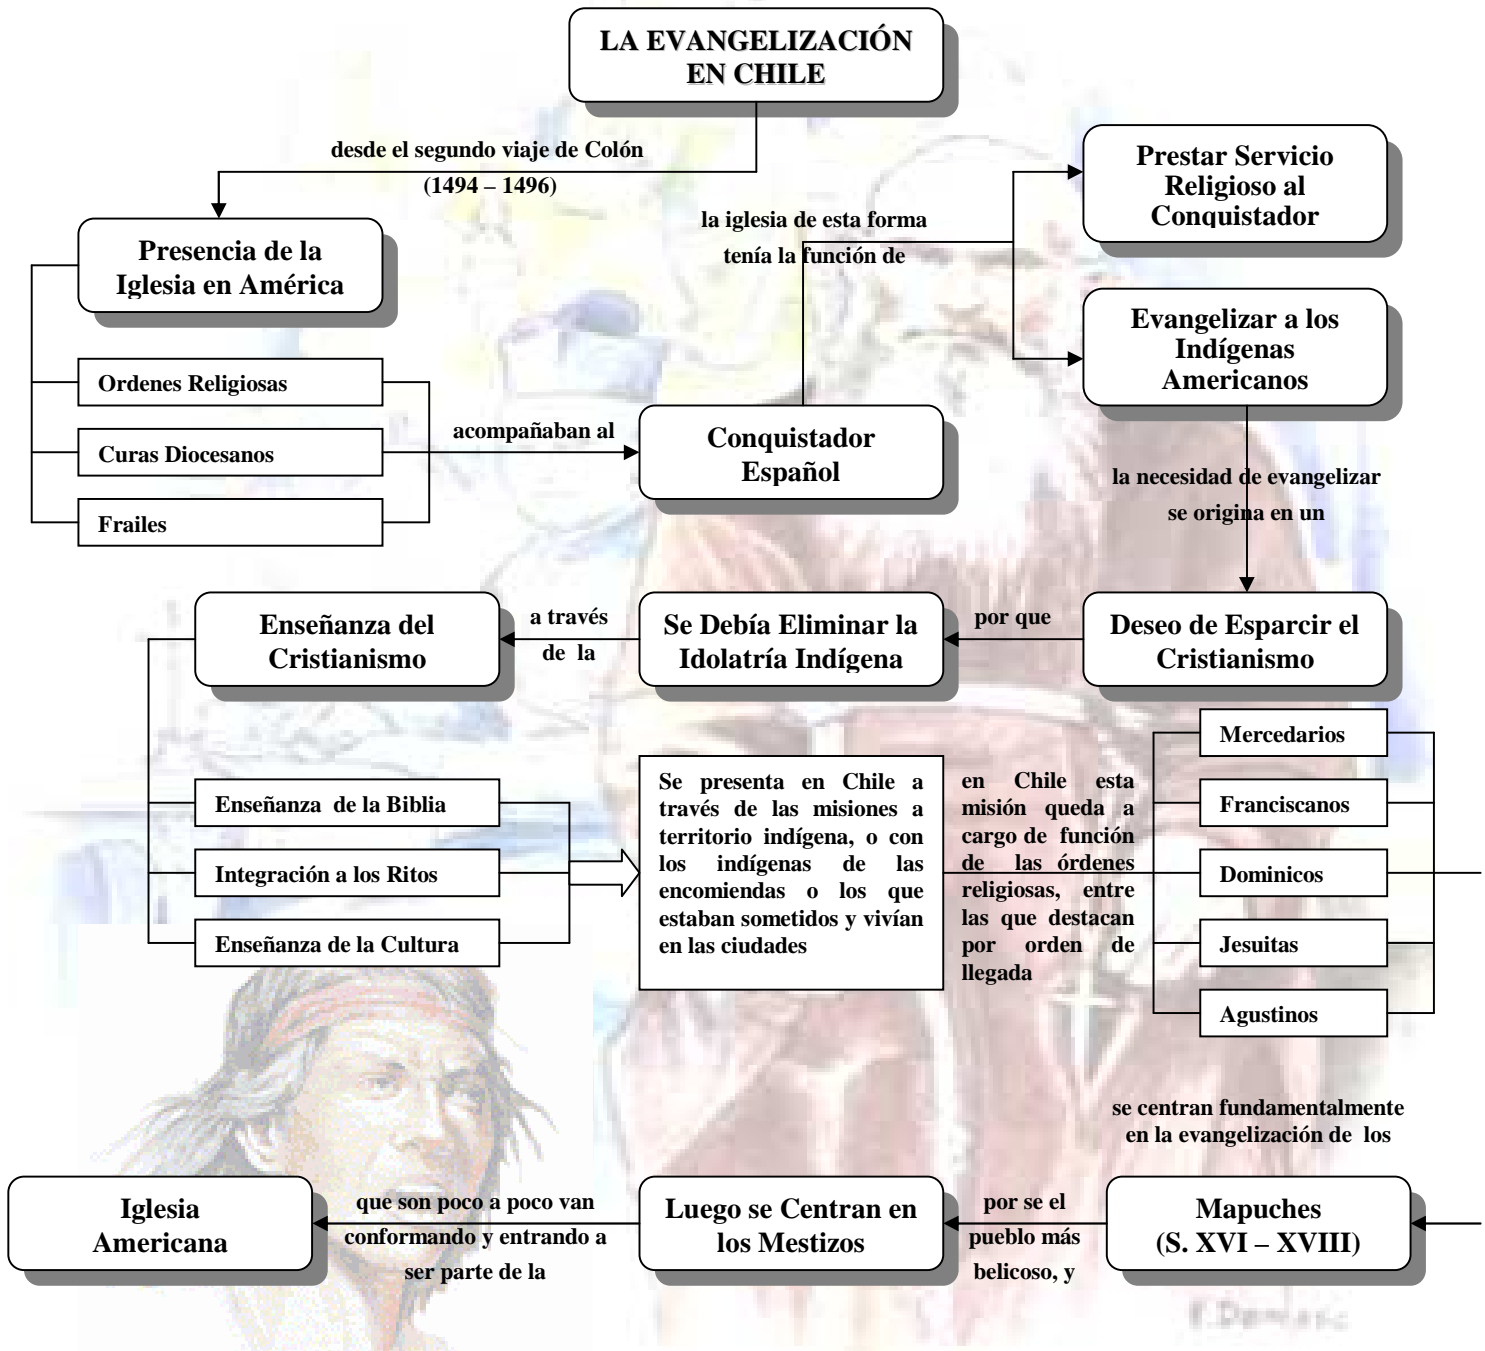 LA EVANGELIZACIÓN
EN CHILE
desde el segundo viaje de Colón
(1494 – 1496)
Presencia de la
Iglesia en América
Ordenes Religiosas
Curas Diocesanos
Frailes
acompañaban al
Conquistador
Español
la iglesia de esta forma
tenía la función de
Prestar Servicio
Religioso al
Conquistador
Evangelizar a los
Indígenas
Americanos
la necesidad de evangelizar
se origina en un
Deseo de Esparcir el
Cristianismo
por que
Se Debía Eliminar la
Idolatría Indígena
a través
de la
Enseñanza del
Cristianismo
Enseñanza de la Biblia
Integración a los Ritos
Enseñanza de la Cultura
Se presenta en Chile a
través de las misiones a
territorio indígena, o con
los indígenas de las
encomiendas o los que
estaban sometidos y vivían
en las ciudades
en Chile esta
misión queda a
cargo de función
de las órdenes
religiosas, entre
las que destacan
por orden de
llegada
Mercedarios
Franciscanos
Dominicos
Jesuitas
Agustinos
se centran fundamentalmente
en la evangelización de los
Mapuches
(S. XVI – XVIII)
por se el
pueblo más
belicoso, y
Luego se Centran en
los Mestizos
que son poco a poco van
conformando y entrando a
ser parte de la
Iglesia
Americana